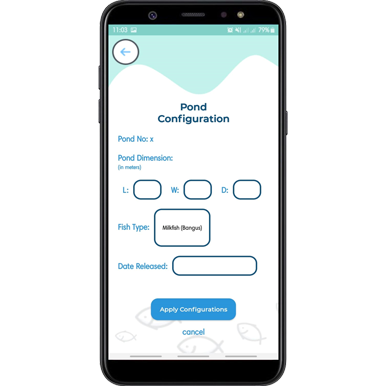 11:03
79%
Pond
Configuration
Pond No: x
Pond Dimension:
(in meters)
L: W: D:
Fish Type: Milkfish (Bangus)
Date Released:
Apply Configurations
cancel